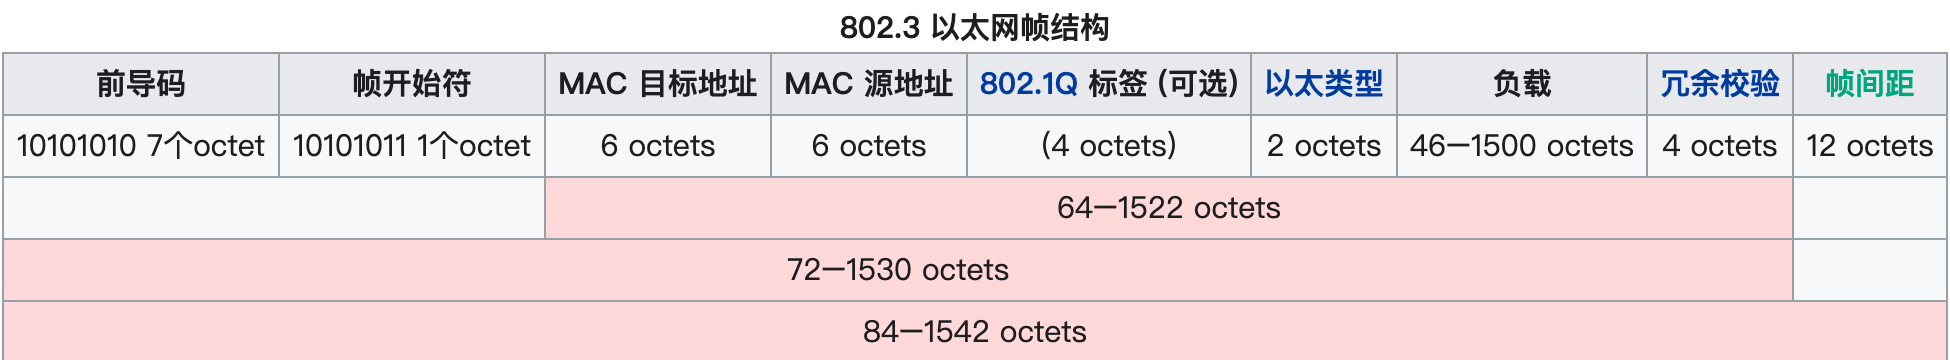 802.3 以太网帧结构
前导码 帧开始符 MAC 目标地址 MAC 源地址 802.1Q 标签 (可选) 以太类型 负载 冗余校验 帧间距
10101010 7个octet 10101011 1个octet 6 octets 6 octets (4 octets) 2 octets 46–1500 octets 4 octets 12 octets
64–1522 octets
72–1530 octets
84–1542 octets